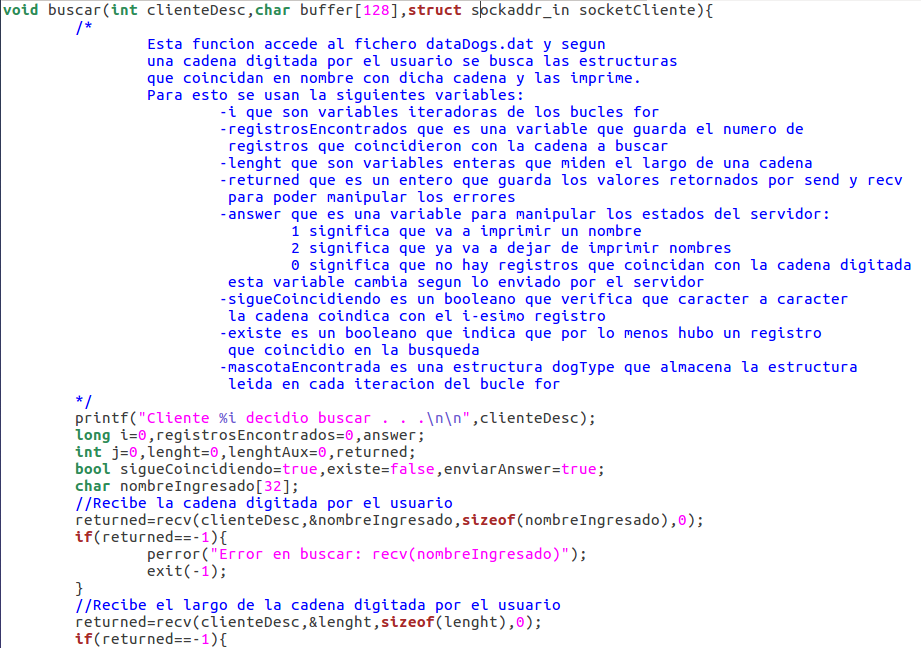 void buscar(int clienteDesc,char buffer[128],struct sockaddr_in socketCliente){
/*
Esta funcion accede al fichero dataDogs.dat y segun
una cadena digitada por el usuario se busca las estructuras
que coincidan en nombre con dicha cadena y las imprime.
Para esto se usan la siguientes variables:
-i que son variables iteradoras de los bucles for
-registrosEncontrados que es una variable que guarda el numero de
registros que coincidieron con la cadena a buscar
-lenght que son variables enteras que miden el largo de una cadena
-returned que es un entero que guarda los valores retornados por send y recv
para poder manipular los errores
-answer que es una variable para manipular los estados del servidor:
1 significa que va a imprimir un nombre
2 significa que ya va a dejar de imprimir nombres
0 significa que no hay registros que coincidan con la cadena digitada
esta variable cambia segun lo enviado por el servidor
-sigueCoincidiendo es un booleano que verifica que caracter a caracter
la cadena coindica con el i-esimo registro
-existe es un booleano que indica que por lo menos hubo un registro
que coincidio en la busqueda
-mascotaEncontrada es una estructura dogType que almacena la estructura
leida en cada iteracion del bucle for
*/
printf("Cliente %i decidio buscar . . .\n\n",clienteDesc);
long i=0,registrosEncontrados=0,answer;
int j=0,lenght=0,lenghtAux=0,returned;
bool sigueCoincidiendo=true,existe=false,enviarAnswer=true;
char nombreIngresado[32];
//Recibe la cadena digitada por el usuario
returned=recv(clienteDesc,&nombreIngresado,sizeof(nombreIngresado),0);
if(returned==-1){
perror("Error en buscar: recv(nombreIngresado)");
exit(-1);
}
//Recibe el largo de la cadena digitada por el usuario
returned=recv(clienteDesc,&lenght,sizeof(lenght),0);
if(returned==-1){